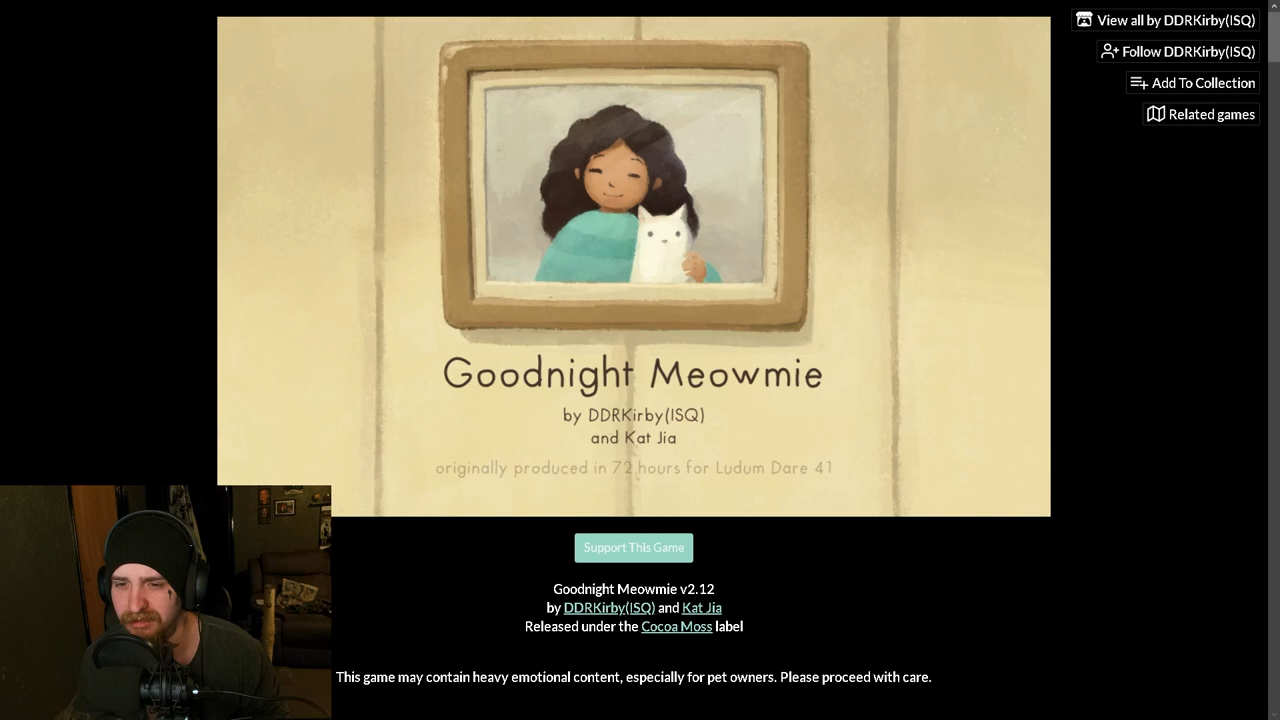 View all by DDRKirby(ISQ)
Follow DDRKirby(ISQ)
Add To Collection
Related games
Goodnight Meowmie
by DDRKirby(ISQ)
and Kat Jia
originally produced in 72 hours for Ludum Dare 41
Support This Game
Goodnight Meowmie v2.12
by DDRKirby(ISQ) and Kat Jia
Released under the Cocoa Moss label
This game may contain heavy emotional content, especially for pet owners. Please proceed with care.